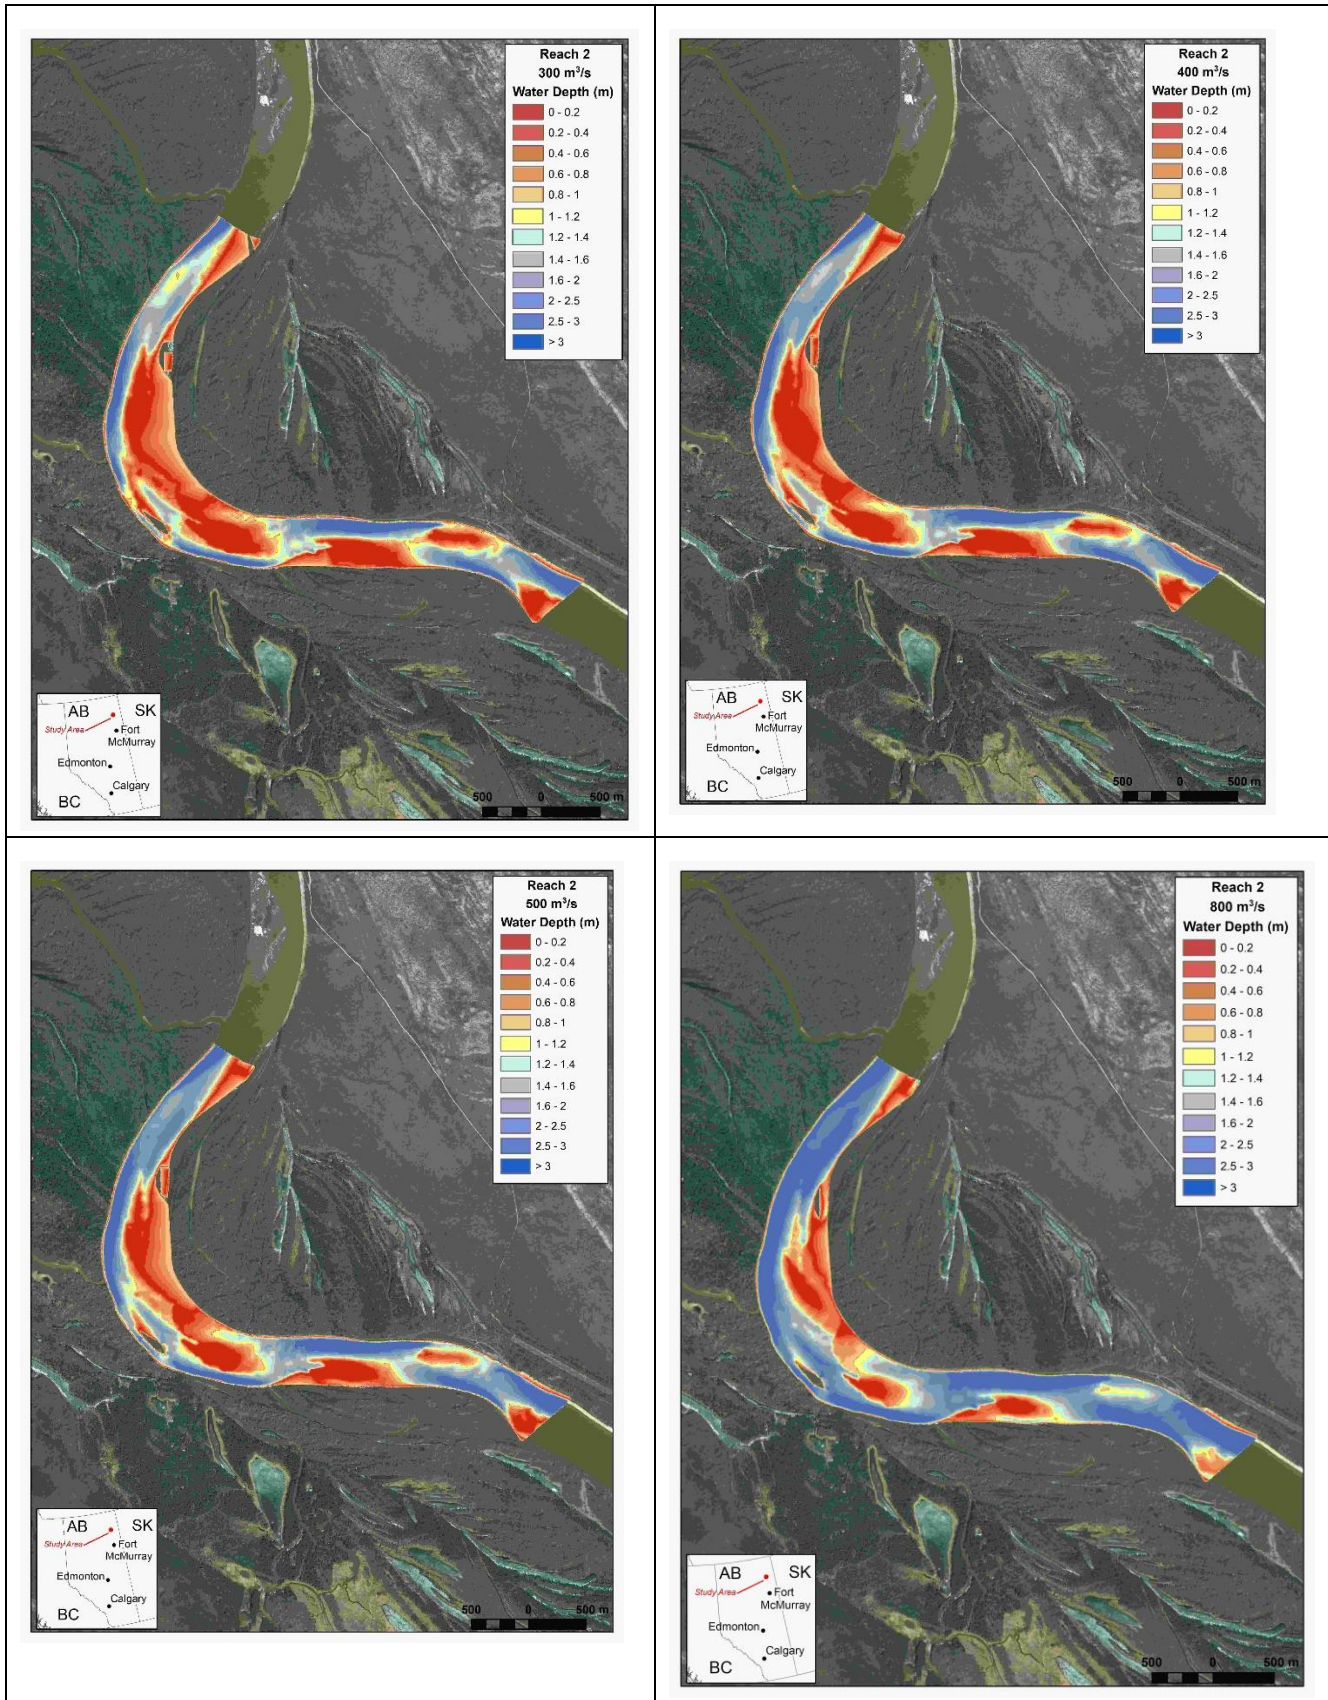 Reach 2
300 m³/s
Water Depth (m)
0 - 0.2
0.2 - 0.4
0.4 - 0.6
0.6 - 0.8
0.8 - 1
1 - 1.2
1.2 - 1.4
1.4 - 1.6
1.6 - 2
2 - 2.5
2.5 - 3
> 3
AB SK
Study Area
Fort
McMurray
Edmonton
Calgary
BC
500 0 500 m
Reach 2
400 m³/s
Water Depth (m)
0 - 0.2
0.2 - 0.4
0.4 - 0.6
0.6 - 0.8
0.8 - 1
1 - 1.2
1.2 - 1.4
1.4 - 1.6
1.6 - 2
2 - 2.5
2.5 - 3
> 3
AB SK
Study Area
Fort
McMurray
Edmonton
Calgary
BC
500 0 500 m
Reach 2
500 m³/s
Water Depth (m)
0 - 0.2
0.2 - 0.4
0.4 - 0.6
0.6 - 0.8
0.8 - 1
1 - 1.2
1.2 - 1.4
1.4 - 1.6
1.6 - 2
2 - 2.5
2.5 - 3
> 3
AB SK
Study Area
Fort
McMurray
Edmonton
Calgary
BC
500 0 500 m
Reach 2
800 m³/s
Water Depth (m)
0 - 0.2
0.2 - 0.4
0.4 - 0.6
0.6 - 0.8
0.8 - 1
1 - 1.2
1.2 - 1.4
1.4 - 1.6
1.6 - 2
2 - 2.5
2.5 - 3
> 3
AB SK
Study Area
Fort
McMurray
Edmonton
Calgary
BC
500 0 500 m